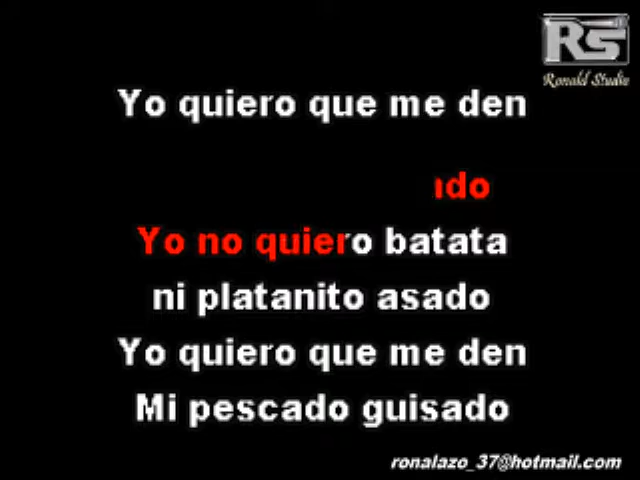 RS
Ronald Studio
Yo quiero que me den
do
Yo no quiero batata
ni platanito asado
Yo quiero que me den
Mi pescado guisado
ronalazo_37@hotmail.com